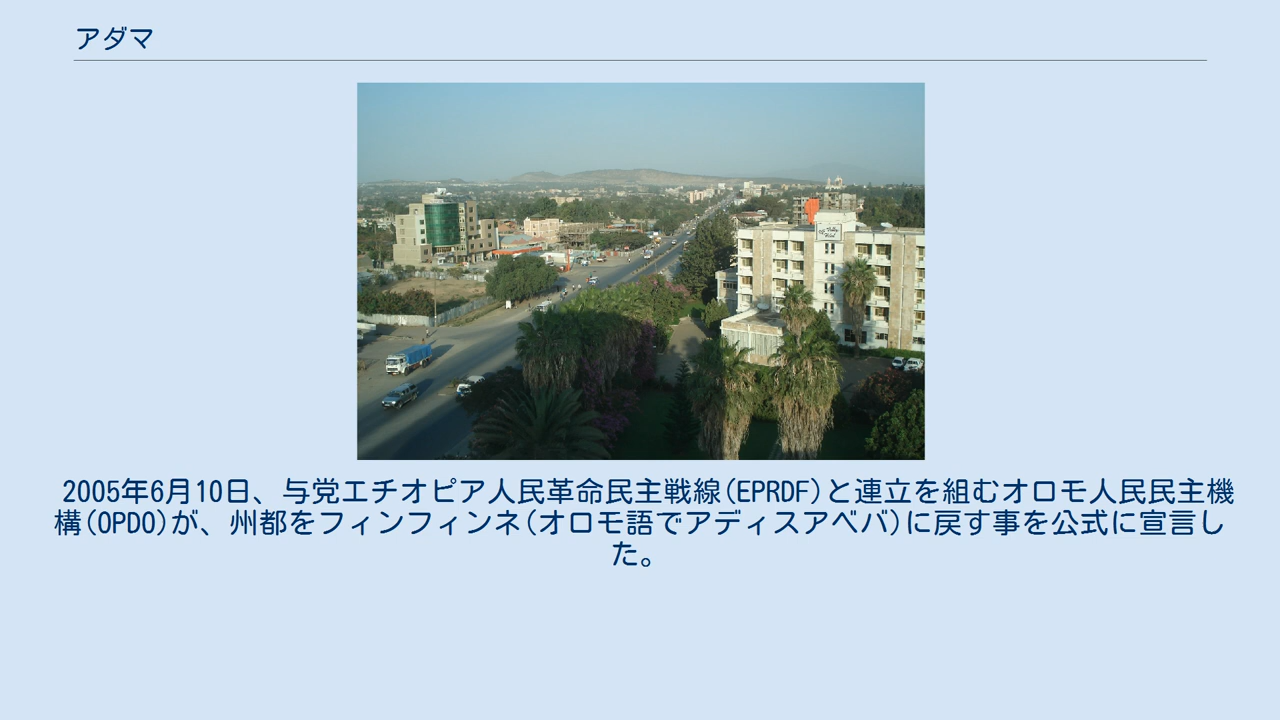 アダマ
2005年6月10日、与党エチオピア人民革命民主戦線(EPRDF)と連立を組むオロモ人民民主機
構(OPDO)が、州都をフィンフィンネ(オロモ語でアディスアベバ)に戻す事を公式に宣言し
た。